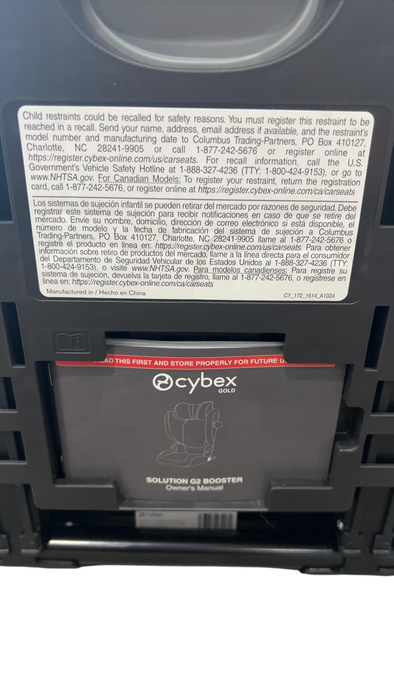 Child restraints could be recalled for safety reasons. You must register this restraint to be
reached in a recall. Send your name, address, email address if available, and the restraint's
model number and manufacturing date to Columbus Trading-Partners, PO Box 410127,
Charlotte, NC 28241-9905 or call 1-877-242-5676 or register online at
https://register.cybex-online.com/us/carseats. For recall information, call the U.S.
Government's Vehicle Safety Hotline at 1-888-327-4236 (TTY: 1-800-424-9153), or go to
www.NHTSA.gov. For Canadian Models: To register your restraint, return the registration
card, call 1-877-242-5676, or register online at https://register.cybex-online.com/ca/carseats
Los sistemas de sujeción infantil se pueden retirar del mercado por razones de seguridad. Debe
registrar este sistema de sujeción para recibir notificaciones en caso de que se retire del
mercado. Envíe su nombre, domicilio, dirección de correo electrónico si está disponible, el
número de modelo y la fecha de fabricación del sistema de sujeción a Columbus
Trading-Partners, PO Box 410127, Charlotte, NC 28241-9905 llame al 1-877-242-5676 o
registre el producto en línea en: https://register.cybex-online.com/us/carseats. Para obtener
información sobre retiro de productos del mercado, llame a la línea directa para el consumidor
del Departamento de Seguridad Vehicular de los Estados Unidos al 1-888-327-4236 (TTY:
1-800-424-9153), o visite www.NHTSA.gov. Para modelos canadienses: Para registre su
sistema de sujeción, devuelva la tarjeta de registro, llame al 1-877-242-5676, o regístrese en
línea en: https://register.cybex-online.com/ca/carseats
Manufactured in / Hecho en China
CY_172_1614_A1024
AD THIS FIRST AND STORE PROPERLY FOR FUTURE U
cybex
GOLD
SOLUTION G2 BOOSTER
Owner's Manual
cybex